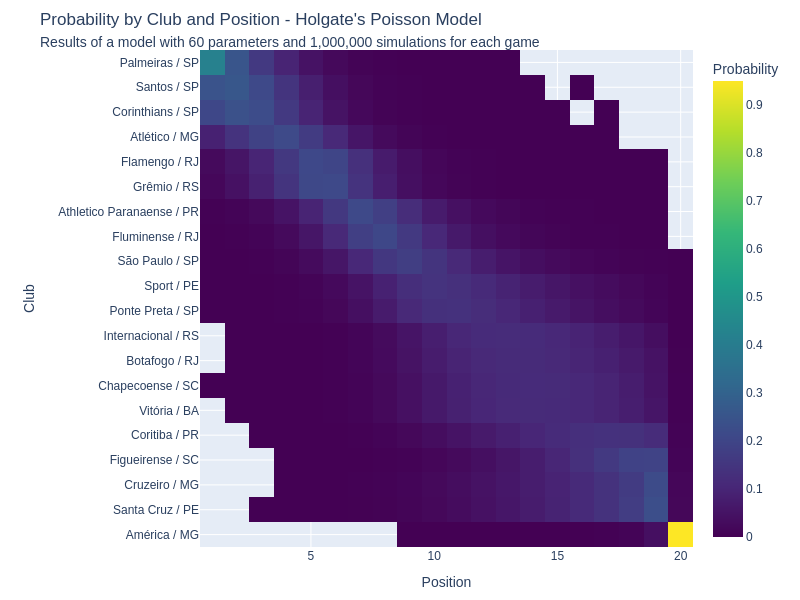 Probability by Club and Position - Holgate's Poisson Model
Results of a model with 60 parameters and 1,000,000 simulations for each game
Probability
Palmeiras / SP
Santos / SP
Corinthians / SP
Atlético / MG
Flamengo / RJ
Grêmio / RS
Athletico Paranaense / PR
Fluminense / RJ
São Paulo / SP
Sport / PE
Ponte Preta / SP
Internacional / RS
Botafogo / RJ
Chapecoense / SC
Vitória / BA
Coritiba / PR
Figueirense / SC
Cruzeiro / MG
Santa Cruz / PE
América / MG
Club
5
10
15
20
Position
0.9
0.8
0.7
0.6
0.5
0.4
0.3
0.2
0.1
0